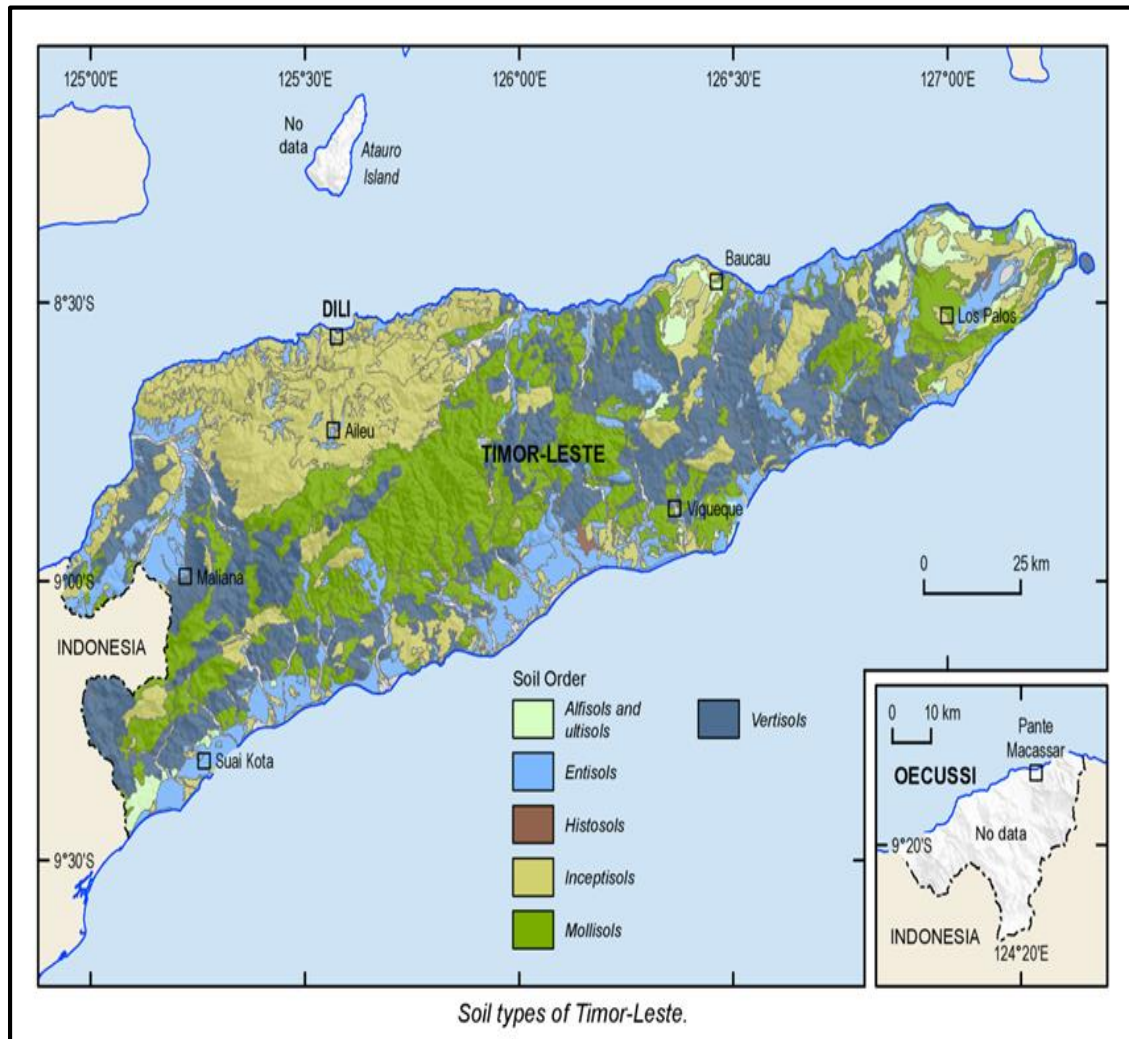 125°00'E
125°30'E
126°00'E
126°30'E
127°00'E
No
data
Atauro
Island
Baucau
8°30'S
DILI
Los Palos
Aileu
TIMOR-LESTE
Viqueque
0 25 km
9°00'S
Maliana
INDONESIA
Soil Order
Alfisols and
ultisols
Vertisols
Entisols
Histosols
Inceptisols
Mollisols
Suai Kota
9°30'S
0 10 km
Pante
Macassar
OECUSSI
No data
9°20'S
INDONESIA
124°20'E
Soil types of Timor-Leste.